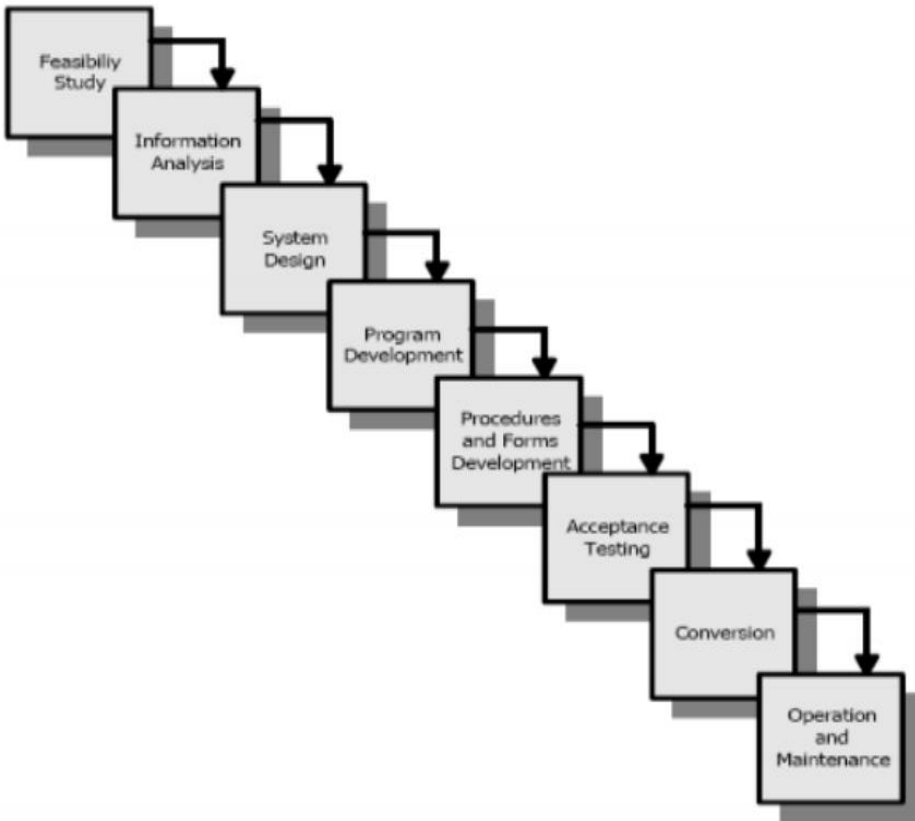 Feasibiliy
Study
Information
Analysis
System
Design
Program
Development
Procedures
and Forms
Development
Acceptance
Testing
Conversion
Operation
and
Maintenance